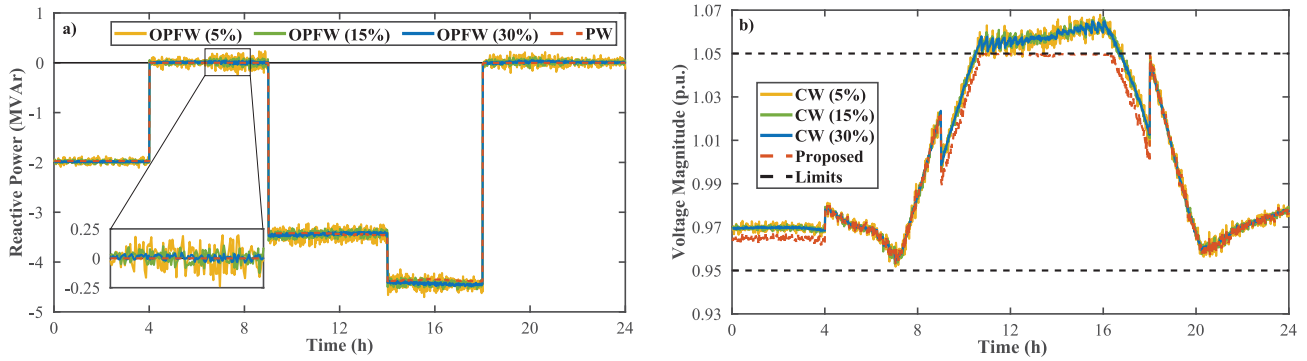 a)
OPFW (5%) OPFW (15%) OPFW (30%) PW
Reactive Power (MVAr)
1
0
-1
-2
-3
-4
-5
0.25
0
-0.25
0 4 8 12 16 20 24
Time (h)
b)
Voltage Magnitude (p.u.)
1.07
1.05
1.03
1.01
0.99
0.97
0.95
0.93
CW (5%)
CW (15%)
CW (30%)
Proposed
Limits
0 4 8 12 16 20 24
Time (h)